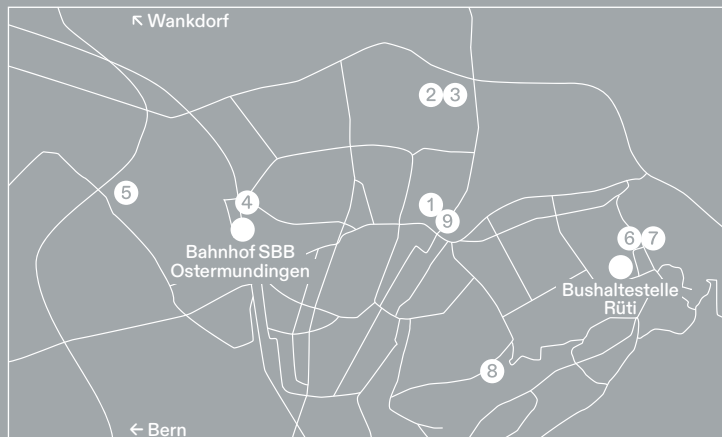 ↖ Wankdorf
2 3
5
4
1
9
6 7
Bahnhof SBB
Ostermundingen
Bushaltestelle
Rüti
8
← Bern